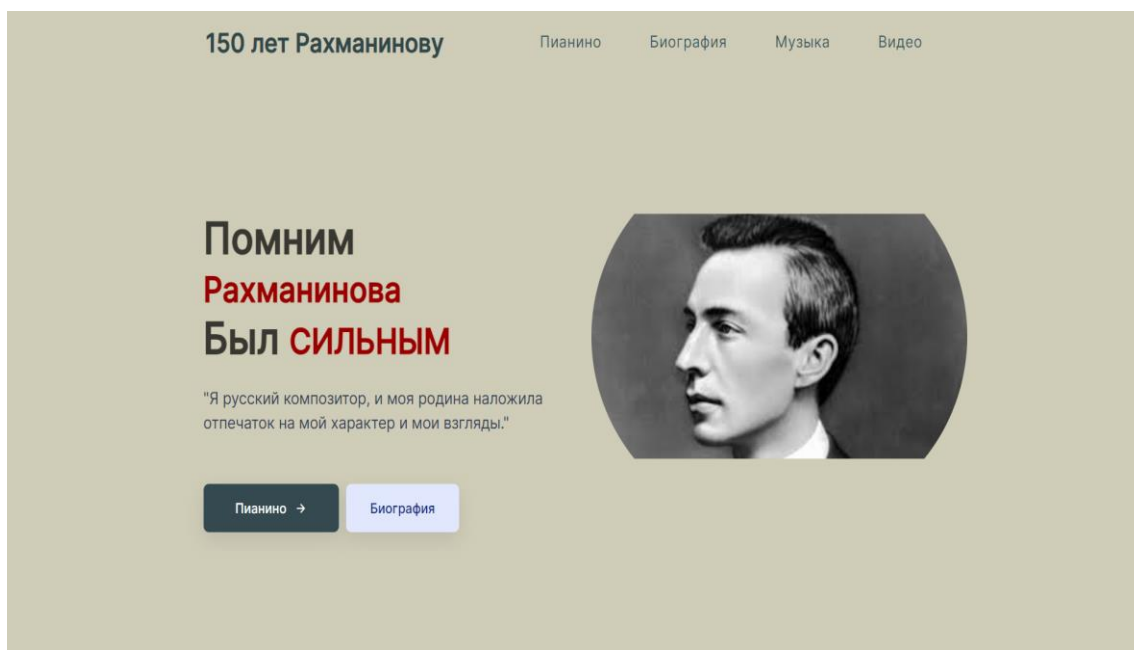 150 лет Рахманинову
Пианино Биография Музыка Видео
Помним
Рахманинова
Был сильным
"Я русский композитор, и моя родина наложила
отпечаток на мой характер и мои взгляды."
Пианино →
Биография